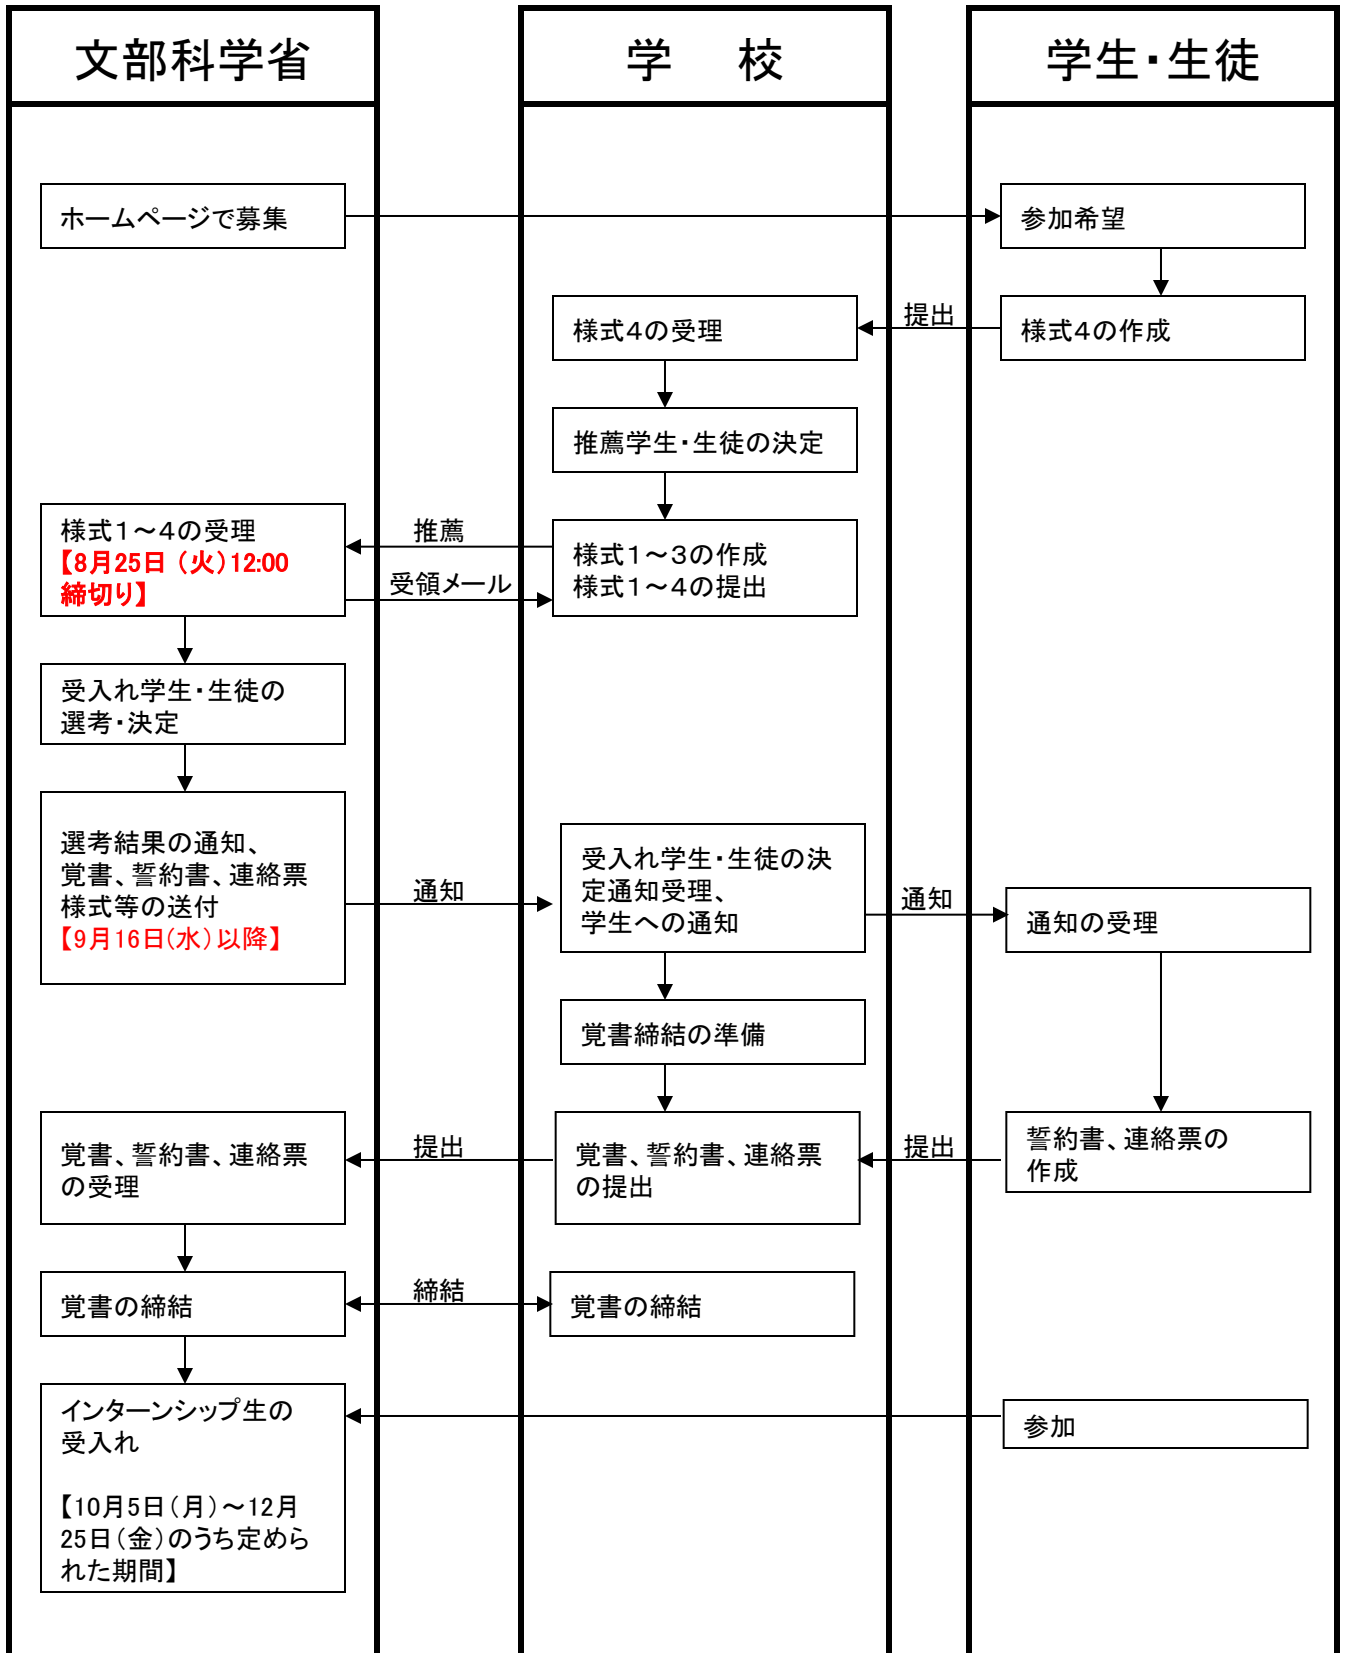 文部科学省
学　校
学生・生徒
ホームページで募集
参加希望
様式４の受理
提出
様式４の作成
推薦学生・生徒の決定
様式１～４の受理
【8月25日（火）12:00
締切り】
推薦
受領メール
様式１～３の作成
様式１～４の提出
受入れ学生・生徒の
選考・決定
選考結果の通知、
覚書、誓約書、連絡票
様式等の送付
【9月16日（水）以降】
通知
受入れ学生・生徒の決
定通知受理、
学生への通知
通知
通知の受理
覚書締結の準備
覚書、誓約書、連絡票
の受理
提出
覚書、誓約書、連絡票
の提出
提出
誓約書、連絡票の
作成
覚書の締結
締結
覚書の締結
インターンシップ生の
受入れ
【10月5日（月）～12月
25日（金）のうち定めら
れた期間】
参加